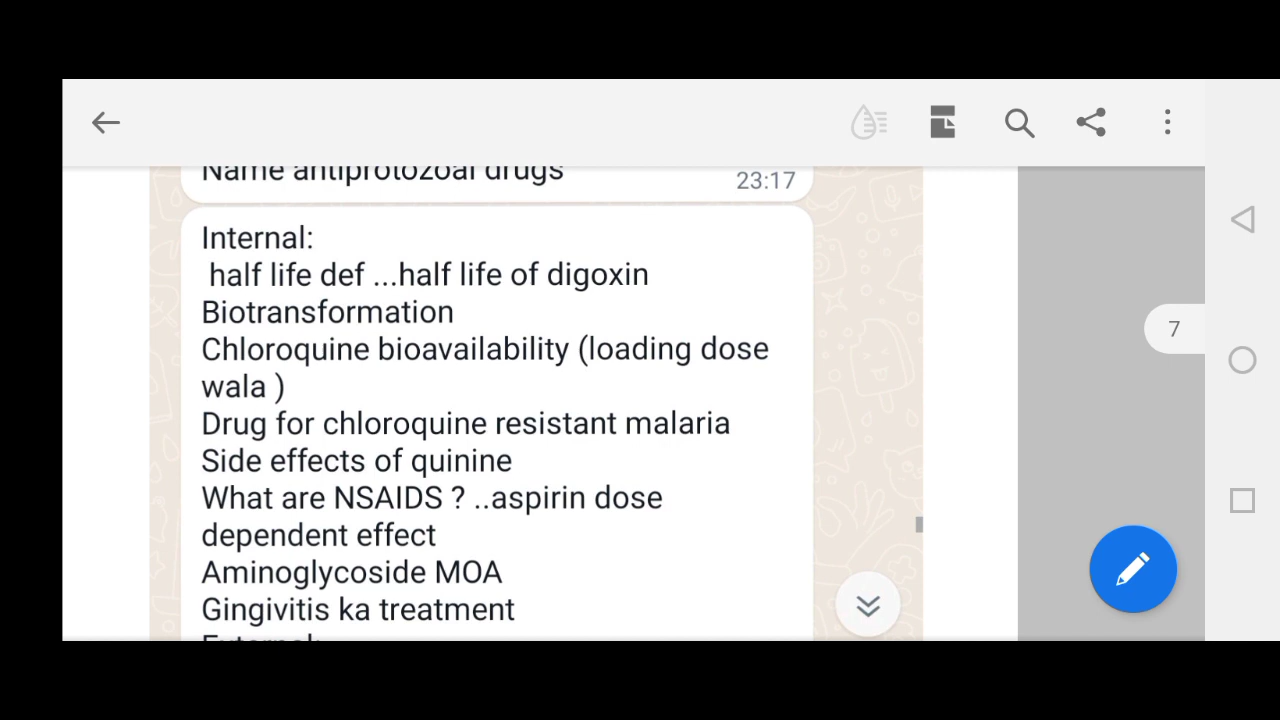 Name antiprotozoal drugs
23:17
Internal:
half life def ...half life of digoxin
Biotransformation
Chloroquine bioavailability (loading dose
wala )
Drug for chloroquine resistant malaria
Side effects of quinine
What are NSAIDS ? ..aspirin dose
dependent effect
Aminoglycoside MOA
Gingivitis ka treatment
7